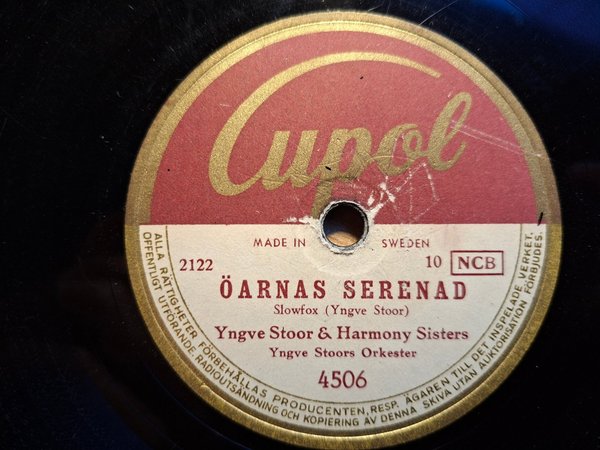 Cupol
MADE IN SWEDEN
2122 10 NCB
ÖARNAS SERENAD
Slowfox (Yngve Stoor)
Yngve Stoor & Harmony Sisters
Yngve Stoors Orkester
4506
ALLA RÄTTIGHETER FÖRBEHÅLLAS PRODUCENTEN, RESP. ÄGAREN TILL DET INSPELADE VERKET.
OFFENTLIGT UTFÖRANDE, RADIOUTSÄNDNING OCH KOPIERING AV DENNA SKIVA UTAN AUKTORISATION FÖRBJUDES.